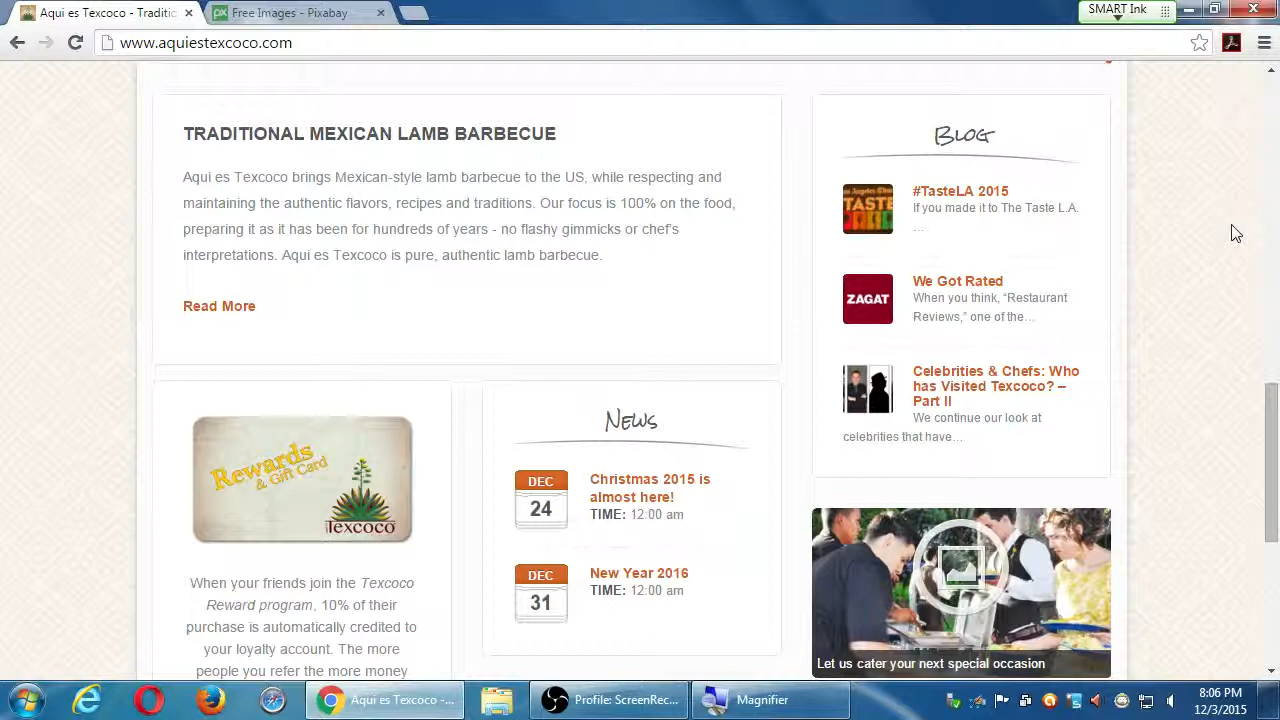 Aqui es Texcoco - Traditic
Free Images - Pixabay
SMART Ink
www.aquiestexcoco.com
TRADITIONAL MEXICAN LAMB BARBECUE
Aqui es Texcoco brings Mexican-style lamb barbecue to the US, while respecting and
maintaining the authentic flavors, recipes and traditions. Our focus is 100% on the food,
preparing it as it has been for hundreds of years - no flashy gimmicks or chef's
interpretations. Aqui es Texcoco is pure, authentic lamb barbecue.
Read More
Rewards
& Gift Card
Texcoco
When your friends join the Texcoco
Reward program, 10% of their
purchase is automatically credited to
your loyalty account. The more
people you refer the more money
News
DEC
24
Christmas 2015 is
almost here!
TIME: 12:00 am
DEC
31
New Year 2016
TIME: 12:00 am
Blog
TASTE
#TasteLA 2015
If you made it to The Taste L.A.
…
ZAGAT
We Got Rated
When you think, “Restaurant
Reviews,” one of the…
Celebrities & Chefs: Who
has Visited Texcoco? –
Part II
We continue our look at
celebrities that have…
Let us cater your next special occasion
Aqui es Texcoco -...
Profile: ScreenRec...
Magnifier
8:06 PM
12/3/2015